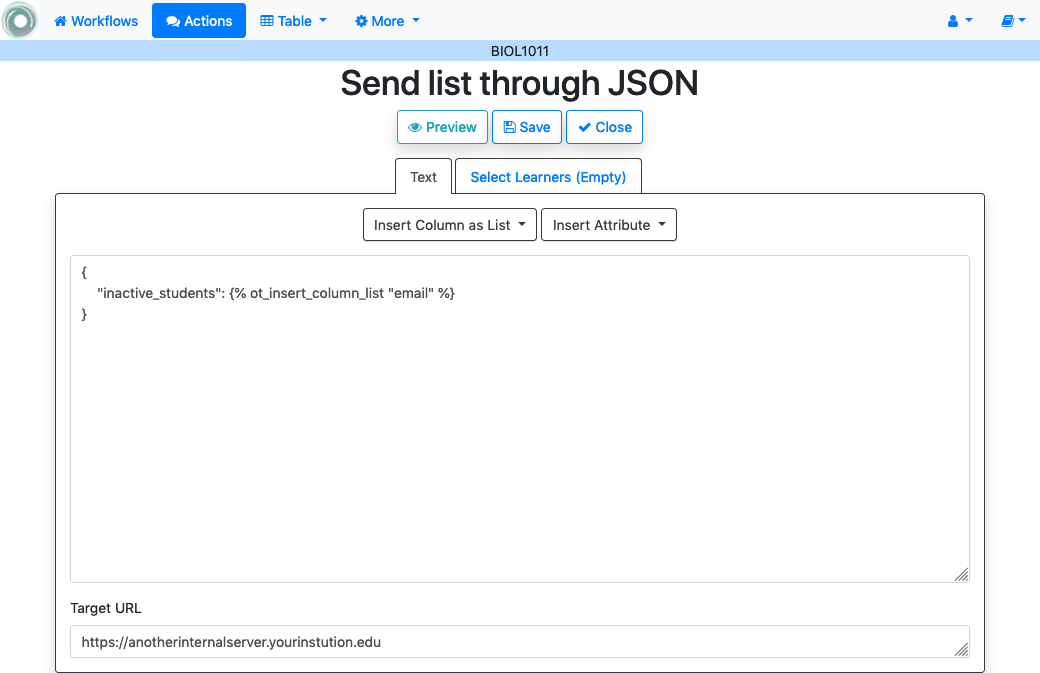 Workflows Actions Table More
BIOL1011
Send list through JSON
Preview Save Close
Text Select Learners (Empty)
Insert Column as List Insert Attribute
{
"inactive_students": {% ot_insert_column_list "email" %}
}
Target URL
https://anotherinternalserver.yourinstution.edu